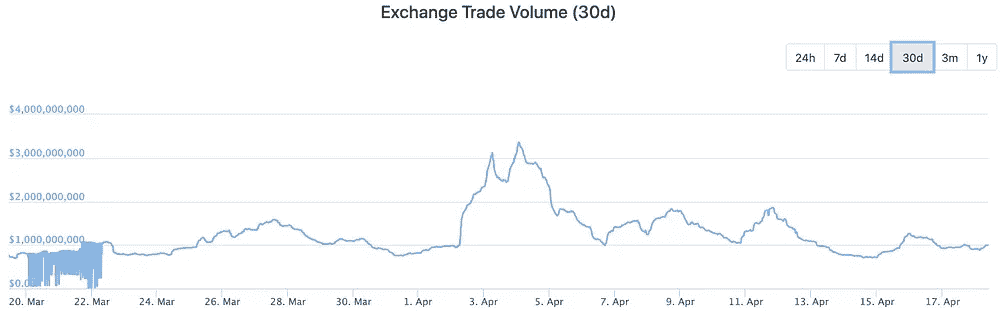 Exchange Trade Volume (30d)
24h 7d 14d 30d 3m 1y
$4,000,000,000
$3,000,000,000
$2,000,000,000
$1,000,000,000
$0.00
20. Mar 22. Mar 24. Mar 26. Mar 28. Mar 30. Mar 1. Apr 3. Apr 5. Apr 7. Apr 9. Apr 11. Apr 13. Apr 15. Apr 17. Apr